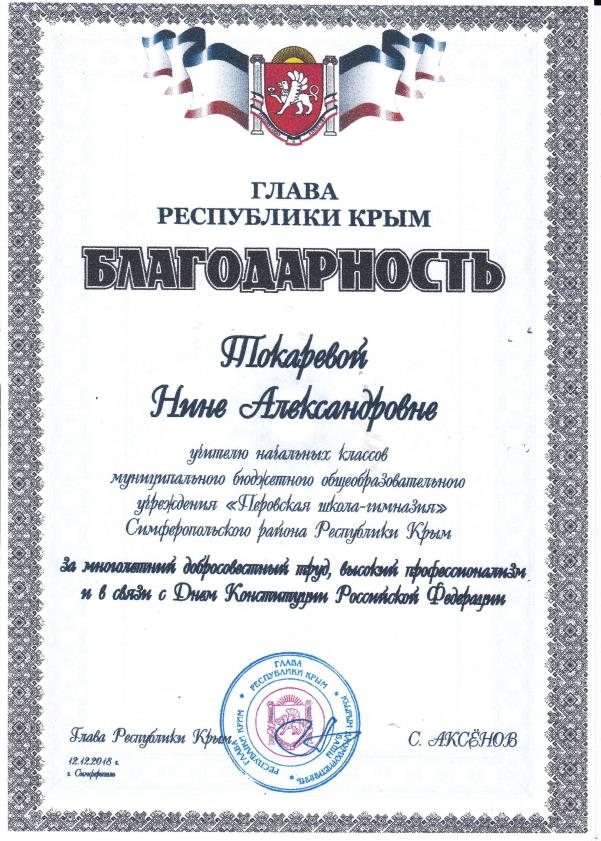 ГЛАВА
РЕСПУБЛИКИ КРЫМ
БЛАГОДАРНОСТЬ
Токаревой
Нине Александровне
учителю начальных классов
муниципального бюджетного общеобразовательного
учреждения «Перовская школа-гимназия»
Симферопольского района Республики Крым
за многолетний добросовестный труд, высокий профессионализм
и в связи с Днем Конституции Российской Федерации
ГЛАВА
РЕСПУБЛИКИ КРЫМ
Глава Республики Крым
С. АКСЁНОВ
12.12.2018 г.
г. Симферополь